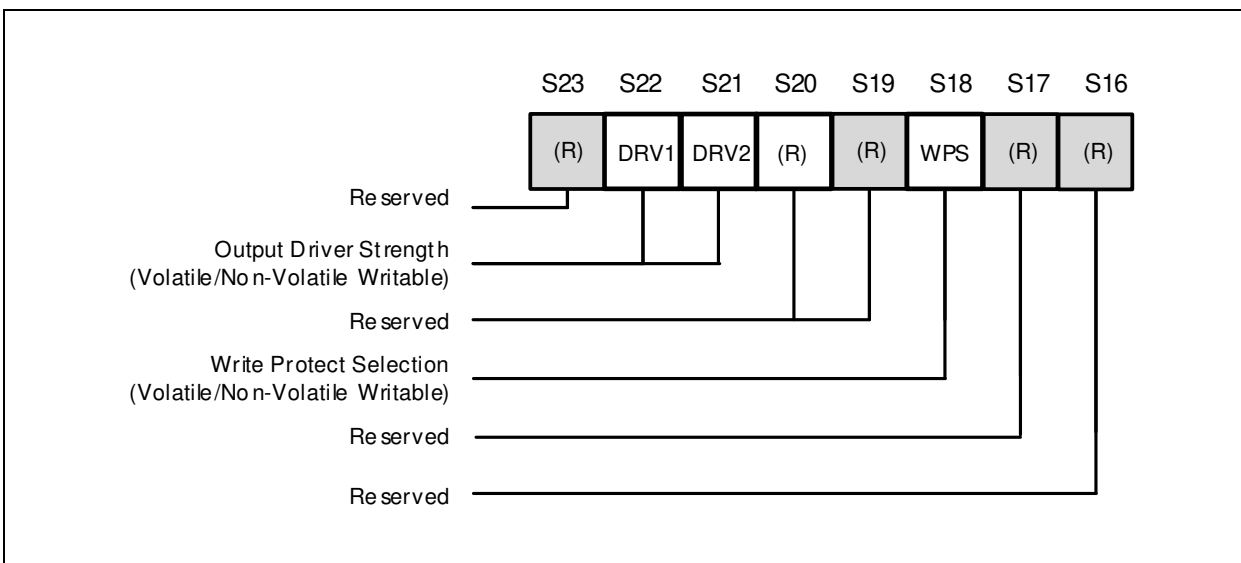 S23 S22 S21 S20 S19 S18 S17 S16
(R) DRV1 DRV2 (R) (R) WPS (R) (R)
Reserved
Output Driver Strength
(Volatile/Non-Volatile Writable)
Reserved
Write Protect Selection
(Volatile/Non-Volatile Writable)
Reserved
Reserved